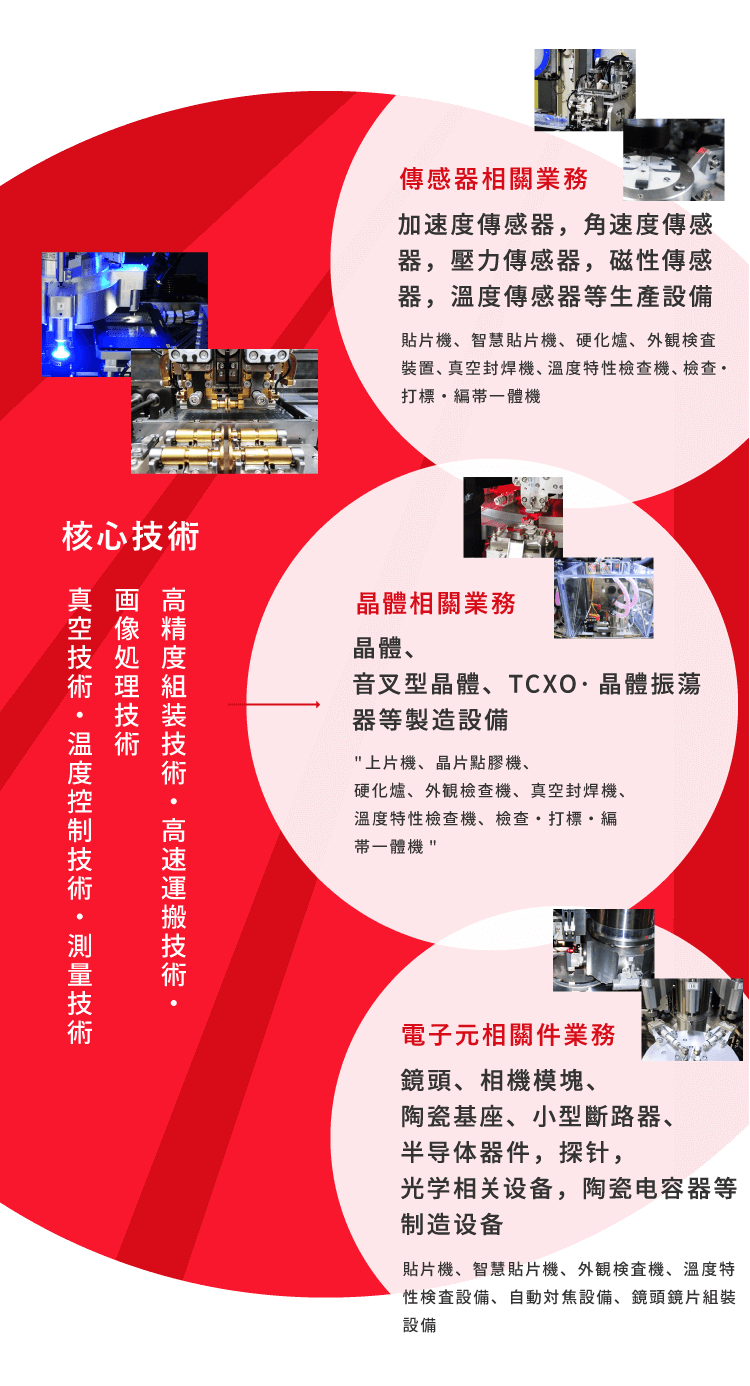 傳感器相關業務
加速度傳感器，角速度傳感
器，壓力傳感器，磁性傳感
器，溫度傳感器等生產設備
貼片機、智慧貼片機、硬化爐、外観検査
裝置、真空封焊機、溫度特性檢查機、檢查・
打標・編帯一體機
核心技術
高精度組装技術・高速運搬技術・
画像処理技術
真空技術・温度控制技術・測量技術
晶體相關業務
晶體、
音叉型晶體、TCXO· 晶體振蕩
器等製造設備
"上片機、晶片點膠機、
硬化爐、外観檢查機、真空封焊機、
溫度特性檢查機、檢查・打標・編
帯一體機 "
電子元相關件業務
鏡頭、相機模塊、
陶瓷基座、小型斷路器、
半导体器件，探针，
光学相关设备，陶瓷电容器等
制造设备
貼片機、智慧貼片機、外観検査機、溫度特
性検査設備、自動対焦設備、鏡頭鏡片組裝
設備